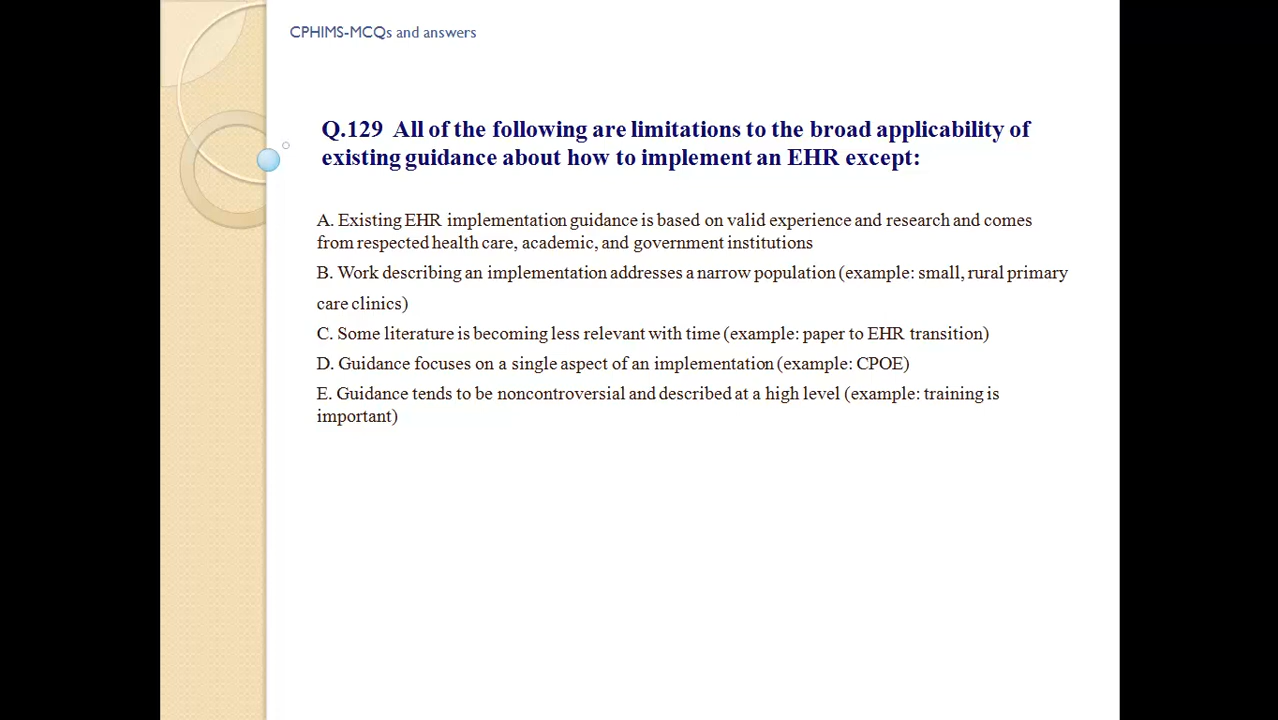 CPHIMS-MCQs and answers
Q.129 All of the following are limitations to the broad applicability of
existing guidance about how to implement an EHR except:
A. Existing EHR implementation guidance is based on valid experience and research and comes
from respected health care, academic, and government institutions
B. Work describing an implementation addresses a narrow population (example: small, rural primary
care clinics)
C. Some literature is becoming less relevant with time (example: paper to EHR transition)
D. Guidance focuses on a single aspect of an implementation (example: CPOE)
E. Guidance tends to be noncontroversial and described at a high level (example: training is
important)